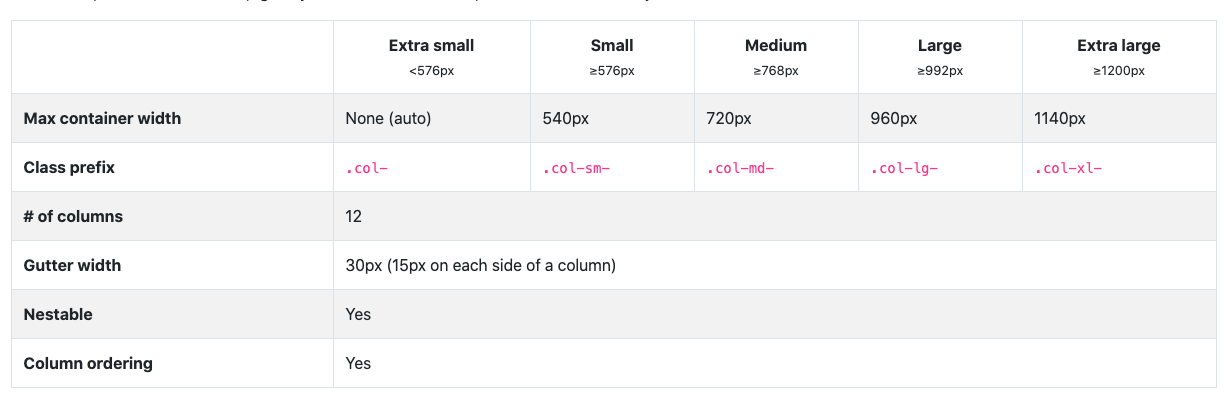 Extra small Small Medium Large Extra large
<576px ≥576px ≥768px ≥992px ≥1200px
Max container width None (auto) 540px 720px 960px 1140px
Class prefix .col- .col-sm- .col-md- .col-lg- .col-xl-
# of columns 12
Gutter width 30px (15px on each side of a column)
Nestable Yes
Column ordering Yes